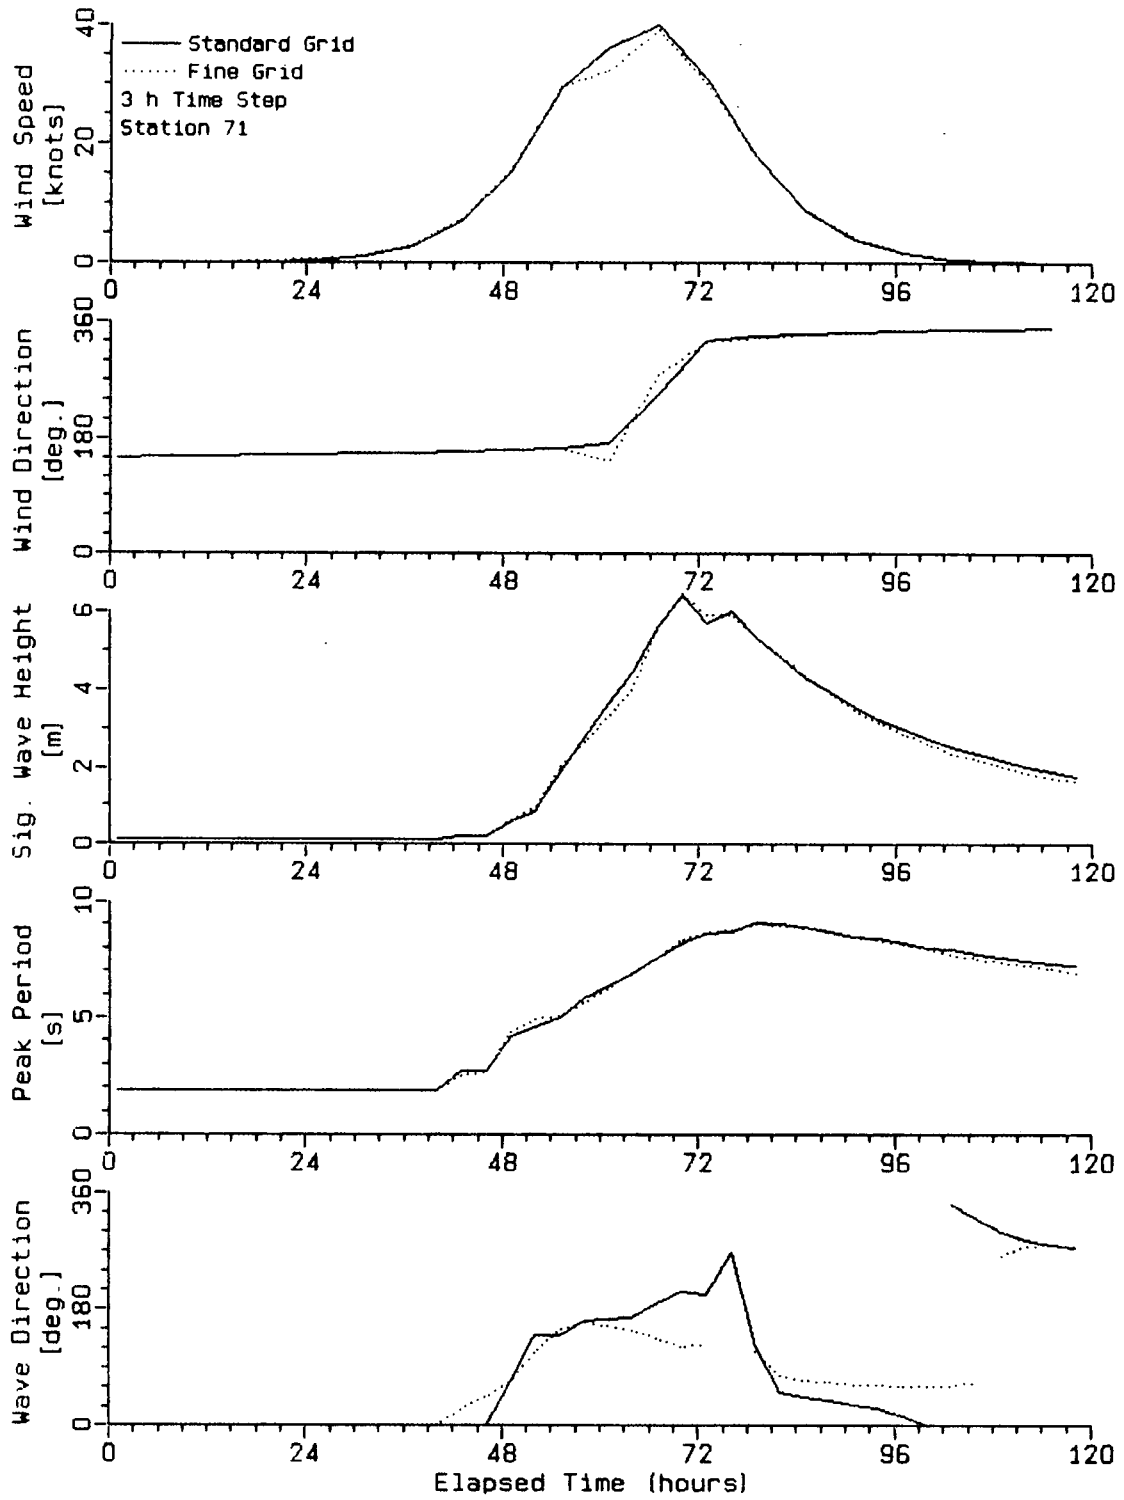 Standard Grid
Fine Grid
3 h Time Step
Station 71
Wind Speed
[knots]
40
20
0
0 24 48 72 96 120
Wind Direction
[deg.]
360
180
0
0 24 48 72 96 120
Sig. Wave Height
[m]
6
4
2
0
0 24 48 72 96 120
Peak Period
[s]
10
5
0
0 24 48 72 96 120
Wave Direction
[deg.]
360
180
0
0 24 48 72 96 120
Elapsed Time (hours)